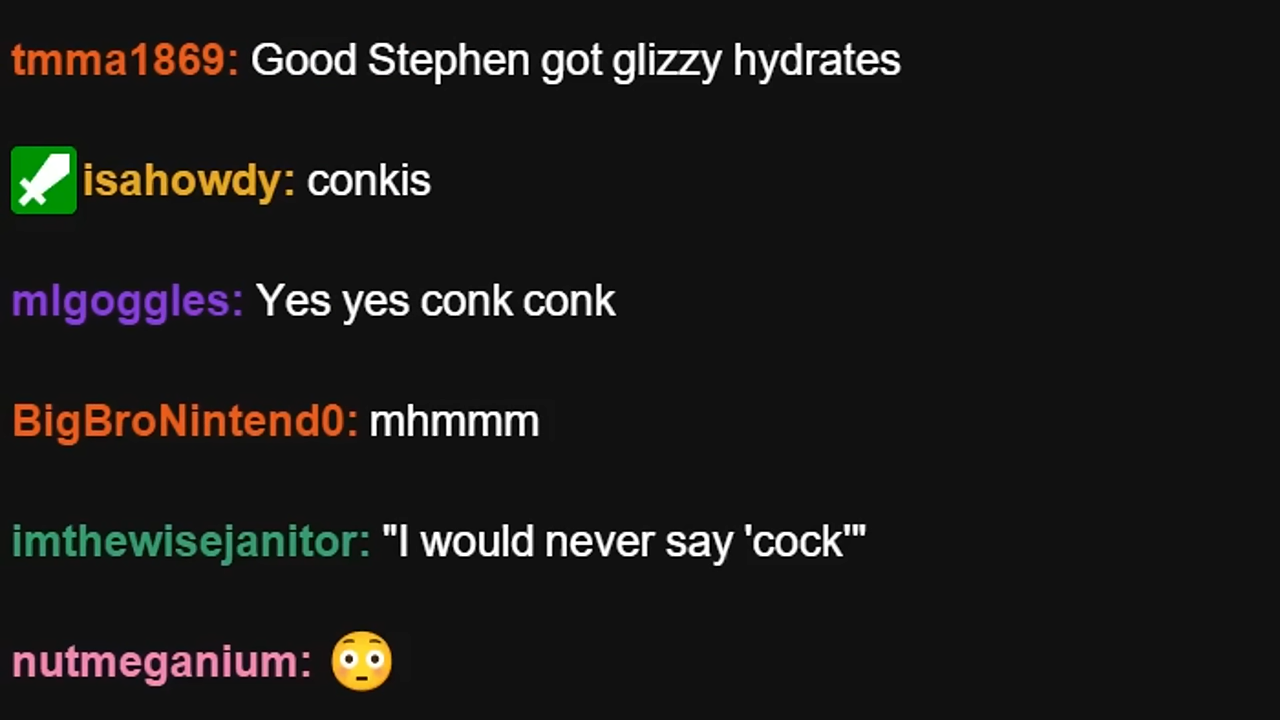 tmma1869: Good Stephen got glizzy hydrates
isahowdy: conkis
mlgoggles: Yes yes conk conk
BigBroNintend0: mhmmm
imthewisejanitor: "I would never say 'cock'"
nutmeganium: 😳